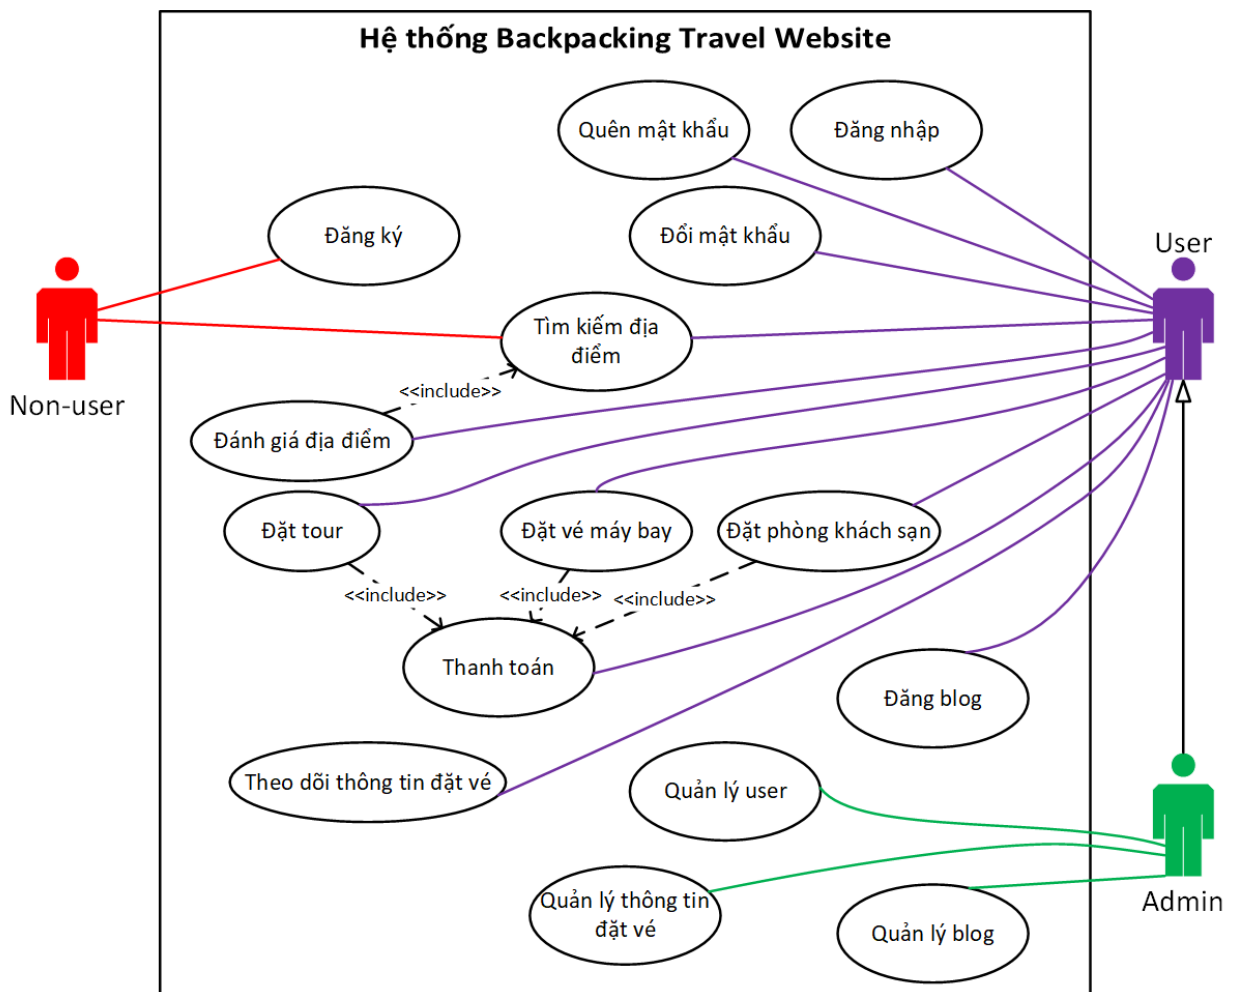 Hệ thống Backpacking Travel Website
Quên mật khẩu
Đăng nhập
Đăng ký
Đổi mật khẩu
User
Tìm kiếm địa
điểm
<<include>>
Non-user
Đánh giá địa điểm
Đặt tour
Đặt vé máy bay
Đặt phòng khách sạn
<<include>>
<<include>>
<<include>>
Thanh toán
Đăng blog
Theo dõi thông tin đặt vé
Quản lý user
Quản lý thông tin
đặt vé
Admin
Quản lý blog